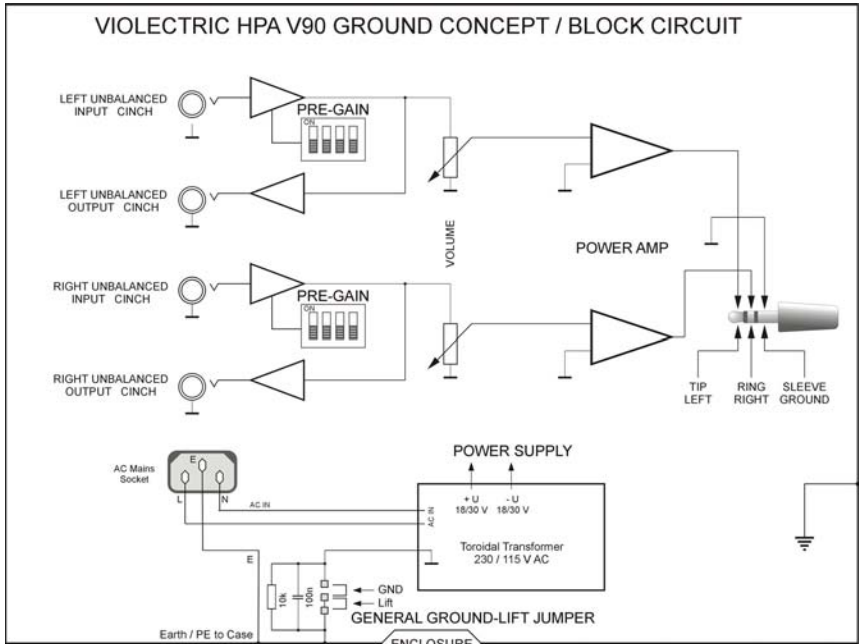 VIOLECTRIC HPA V90 GROUND CONCEPT / BLOCK CIRCUIT
LEFT UNBALANCED
INPUT CINCH
PRE-GAIN
ON
LEFT UNBALANCED
OUTPUT CINCH
VOLUME
POWER AMP
RIGHT UNBALANCED
INPUT CINCH
PRE-GAIN
ON
RIGHT UNBALANCED
OUTPUT CINCH
TIP
LEFT
RING
RIGHT
SLEEVE
GROUND
AC Mains
Socket
E
L
N
AC IN
E
POWER SUPPLY
+ U
18/30 V
- U
18/30 V
AC IN
Toroidal Transformer
230 / 115 V AC
10k
100n
GND
Lift
GENERAL GROUND-LIFT JUMPER
Earth / PE to Case
ENCLOSURE